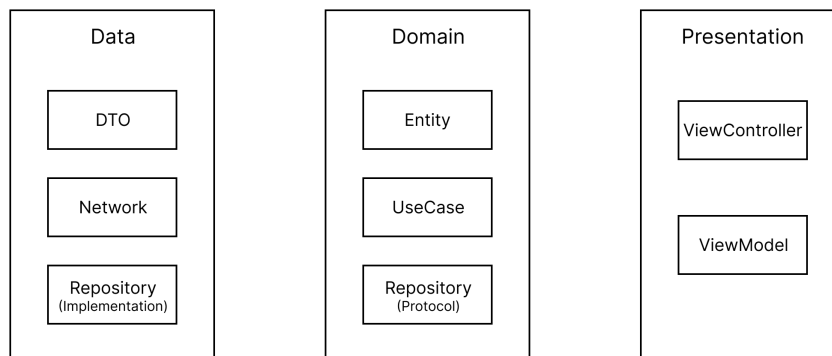 Data
DTO
Network
Repository
(Implementation)
Domain
Entity
UseCase
Repository
(Protocol)
Presentation
ViewController
ViewModel